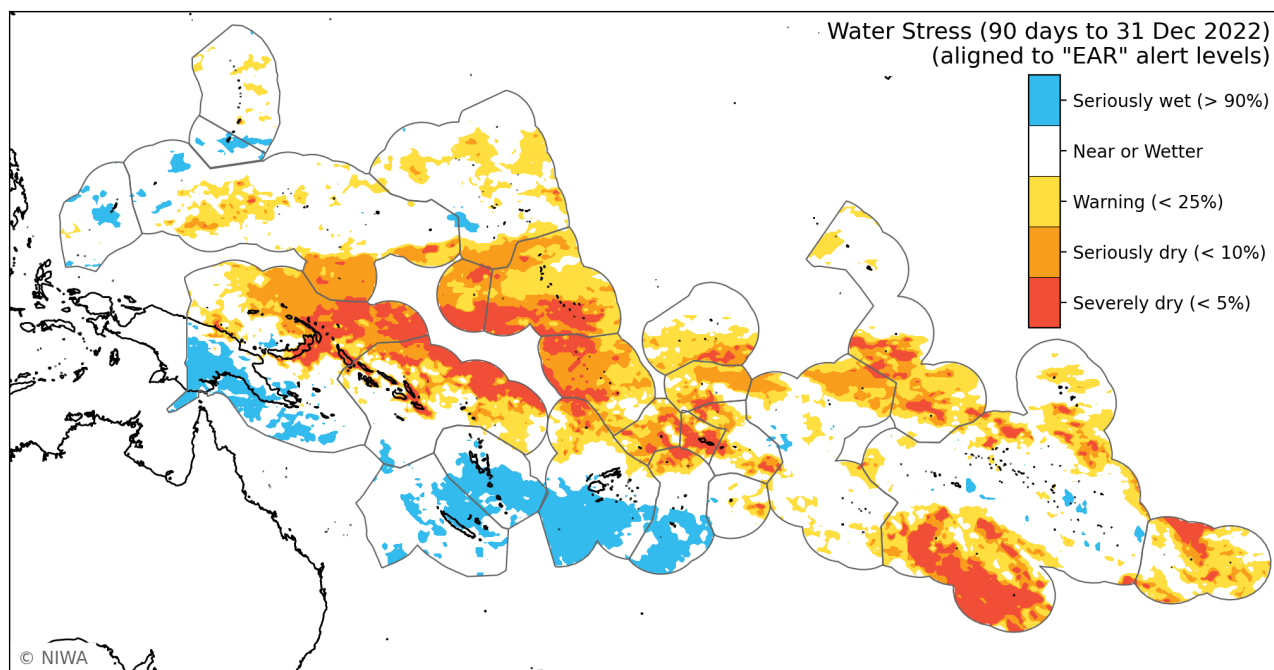 Water Stress (90 days to 31 Dec 2022)
(aligned to "EAR" alert levels)
Seriously wet (> 90%)
Near or Wetter
Warning (< 25%)
Seriously dry (< 10%)
Severely dry (< 5%)
© NIWA